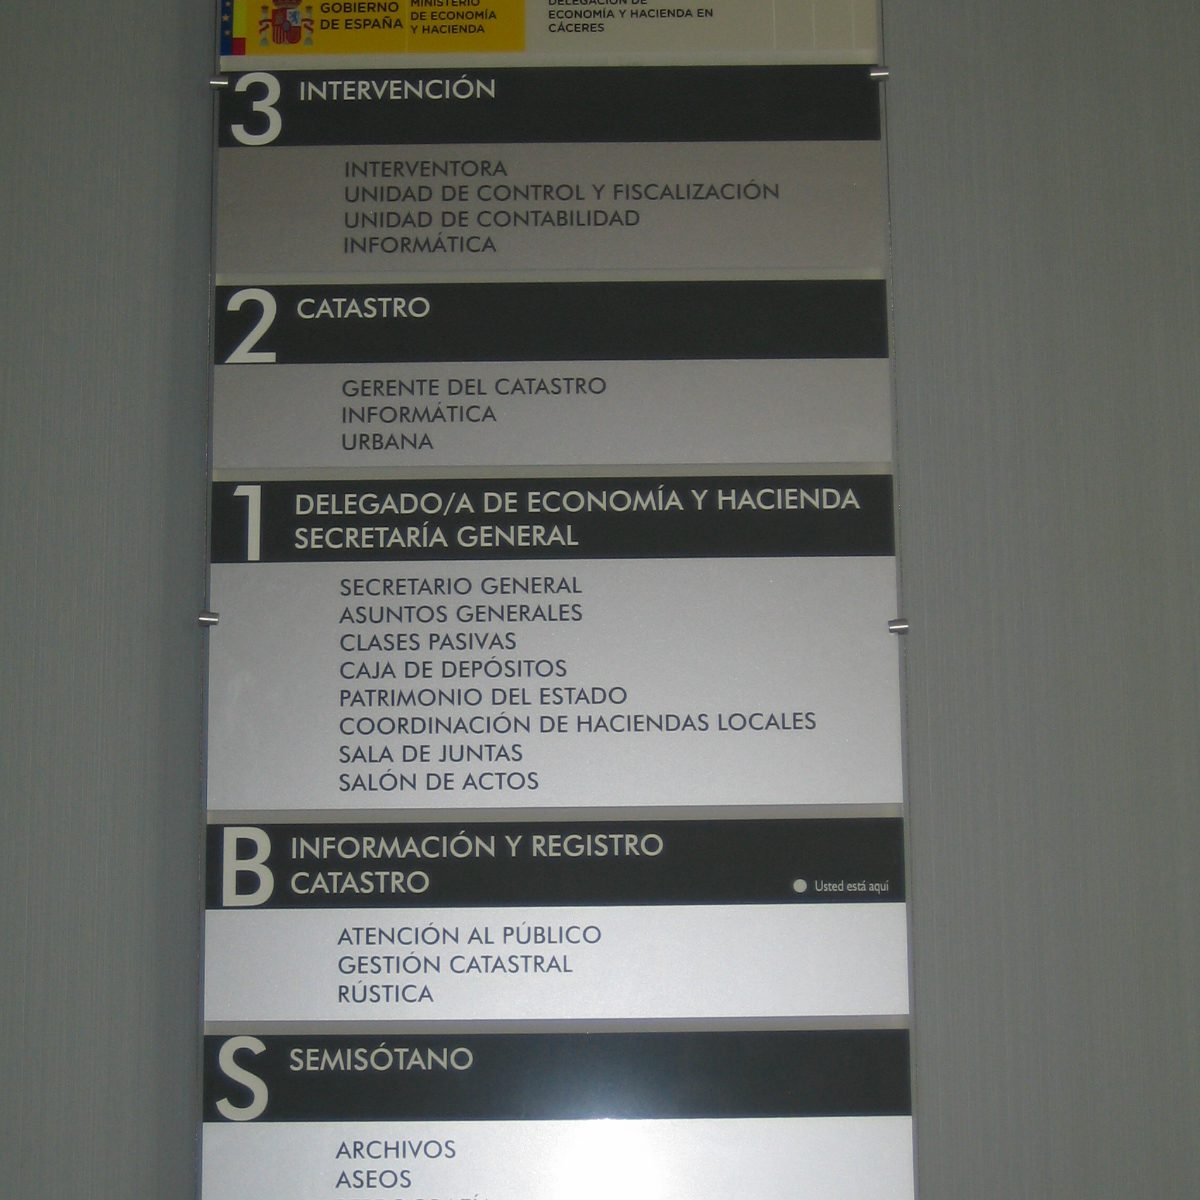 GOBIERNO
DE ESPAÑA
MINISTERIO
DE ECONOMÍA
Y HACIENDA
DELEGACIÓN DE
ECONOMÍA Y HACIENDA EN
CÁCERES
3 INTERVENCIÓN
INTERVENTORA
UNIDAD DE CONTROL Y FISCALIZACIÓN
UNIDAD DE CONTABILIDAD
INFORMÁTICA
2 CATASTRO
GERENTE DEL CATASTRO
INFORMÁTICA
URBANA
1 DELEGADO/A DE ECONOMÍA Y HACIENDA
SECRETARÍA GENERAL
SECRETARIO GENERAL
ASUNTOS GENERALES
CLASES PASIVAS
CAJA DE DEPÓSITOS
PATRIMONIO DEL ESTADO
COORDINACIÓN DE HACIENDAS LOCALES
SALA DE JUNTAS
SALÓN DE ACTOS
B INFORMACIÓN Y REGISTRO
CATASTRO
Usted está aquí
ATENCIÓN AL PÚBLICO
GESTIÓN CATASTRAL
RÚSTICA
S SEMISÓTANO
ARCHIVOS
ASEOS